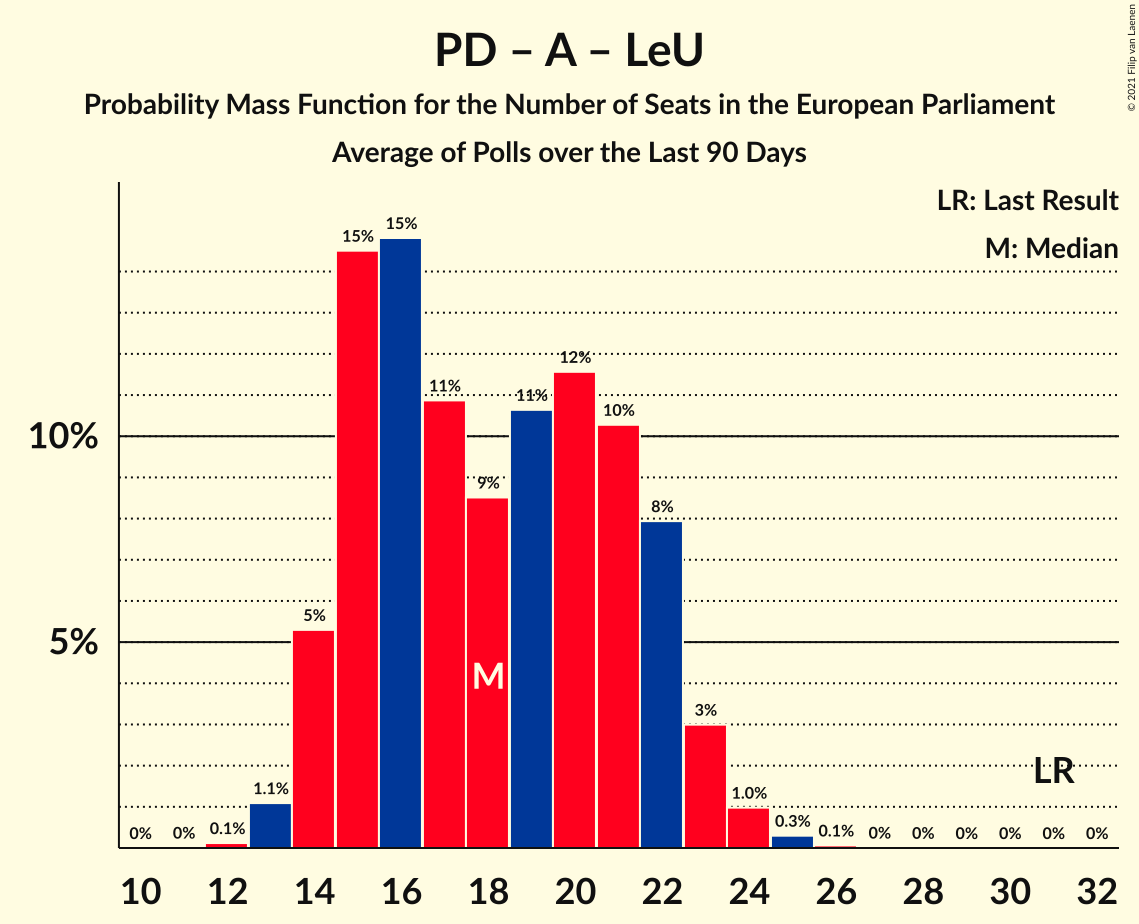 © 2021 Filip van Laenen
PD – A – LeU
Probability Mass Function for the Number of Seats in the European Parliament
Average of Polls over the Last 90 Days
LR: Last Result
M: Median
10%
5%
0% 0% 0.1% 1.1% 5% 15% 15% 11% 9% 11% 12% 10% 8% 3% 1.0% 0.3% 0.1% 0% 0% 0% 0% 0% 0%
M
LR
10 12 14 16 18 20 22 24 26 28 30 32